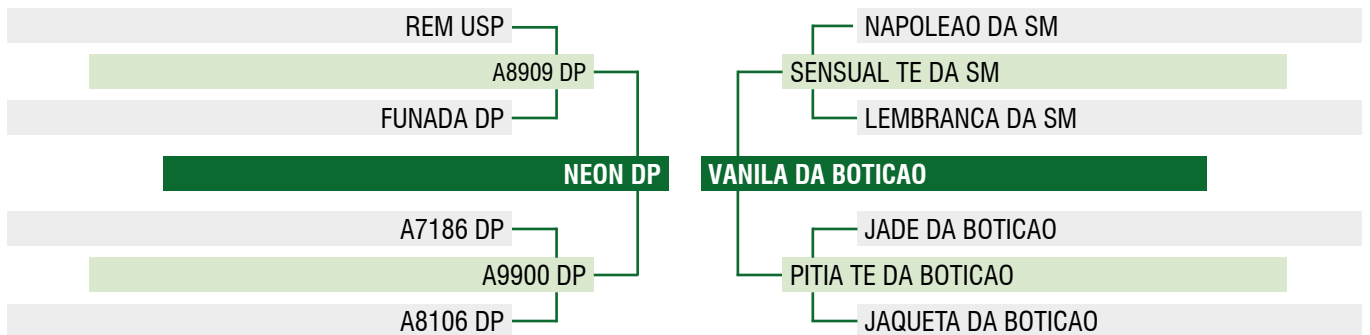 REM USP
A8909 DP
FUNADA DP
NEON DP
A7186 DP
A9900 DP
A8106 DP
NAPOLEAO DA SM
SENSUAL TE DA SM
LEMBRANCA DA SM
VANILA DA BOTICAO
JADE DA BOTICAO
PITIA TE DA BOTICAO
JAQUETA DA BOTICAO